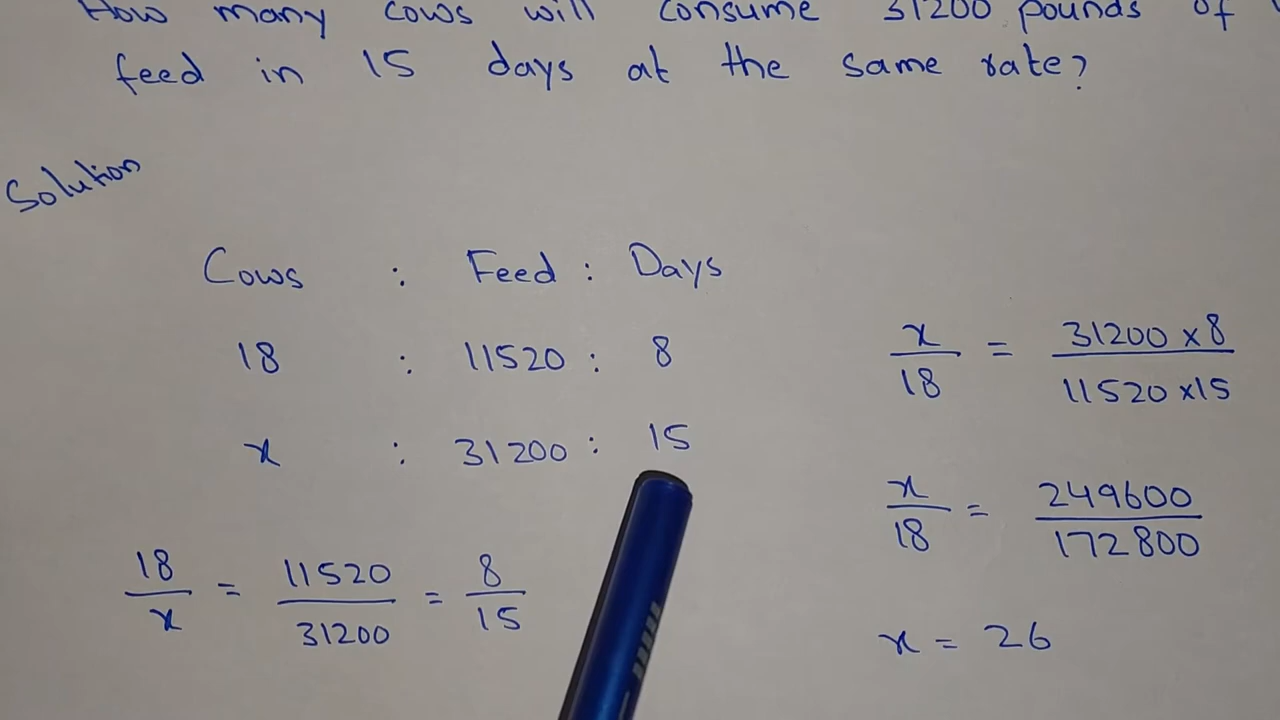 How many cows will consume 31200 pounds of
feed in 15 days at the same rate?
Solution
Cows : Feed : Days
18 : 11520 : 8
x : 31200 : 15
18/x = 11520/31200 = 8/15
x/18 = 31200 x 8/11520 x 15
x/18 = 249600/172800
x = 26